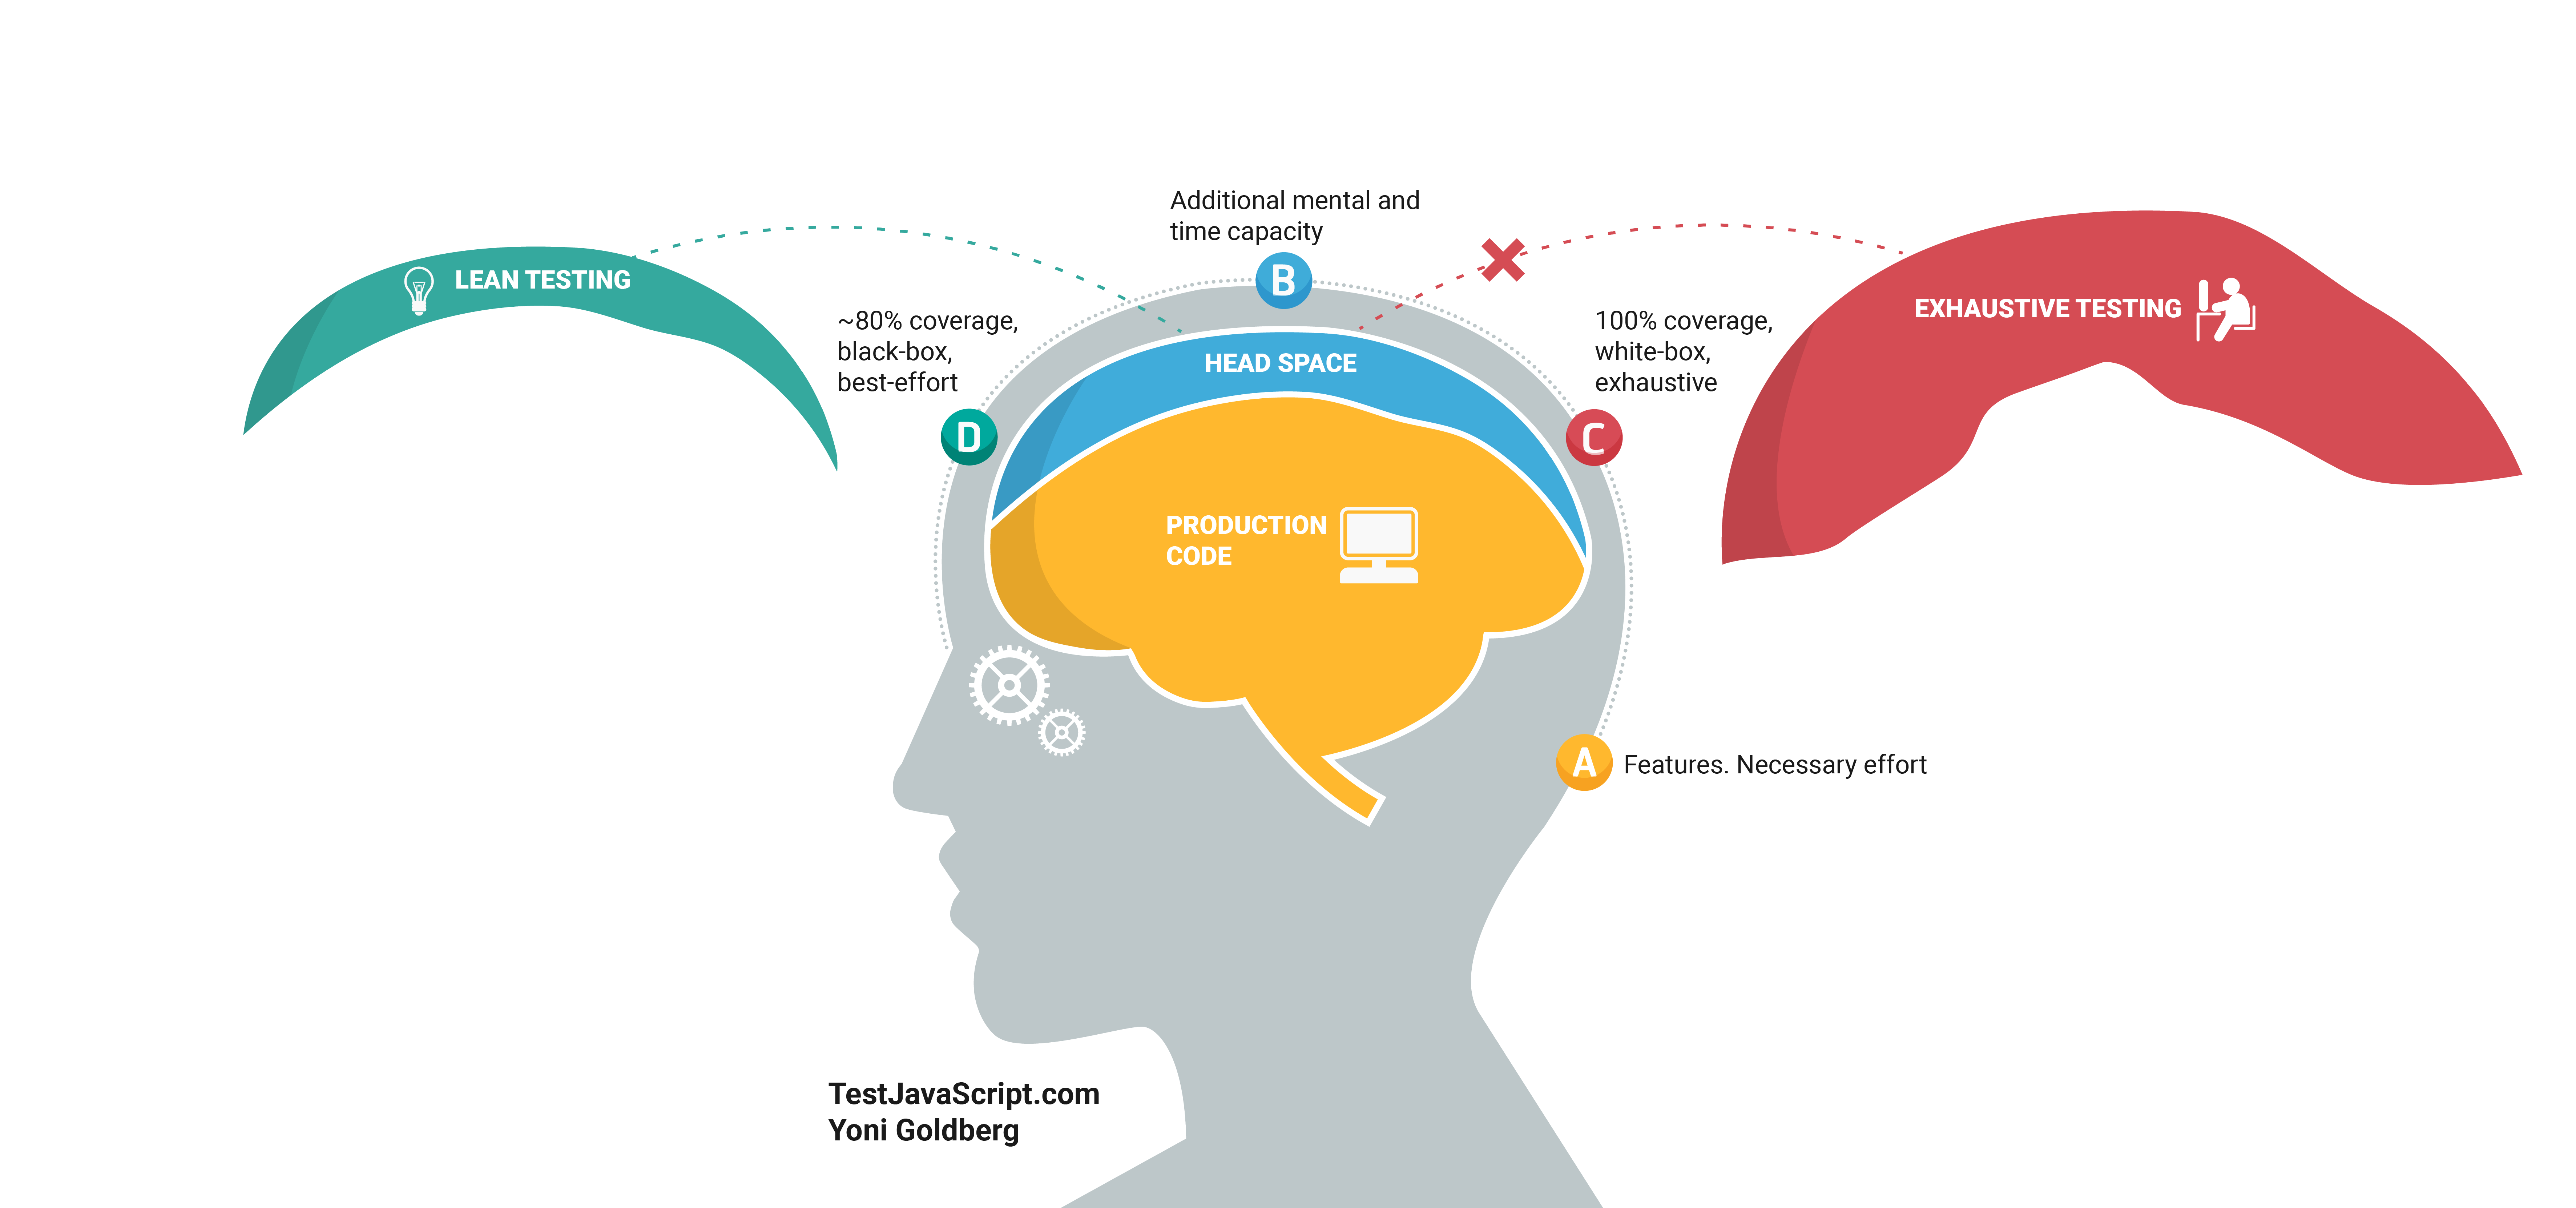 Additional mental and
time capacity
B
LEAN TESTING
~80% coverage,
black-box,
best-effort
D
HEAD SPACE
100% coverage,
white-box,
exhaustive
C
EXHAUSTIVE TESTING
PRODUCTION
CODE
A
Features. Necessary effort
TestJavaScript.com
Yoni Goldberg